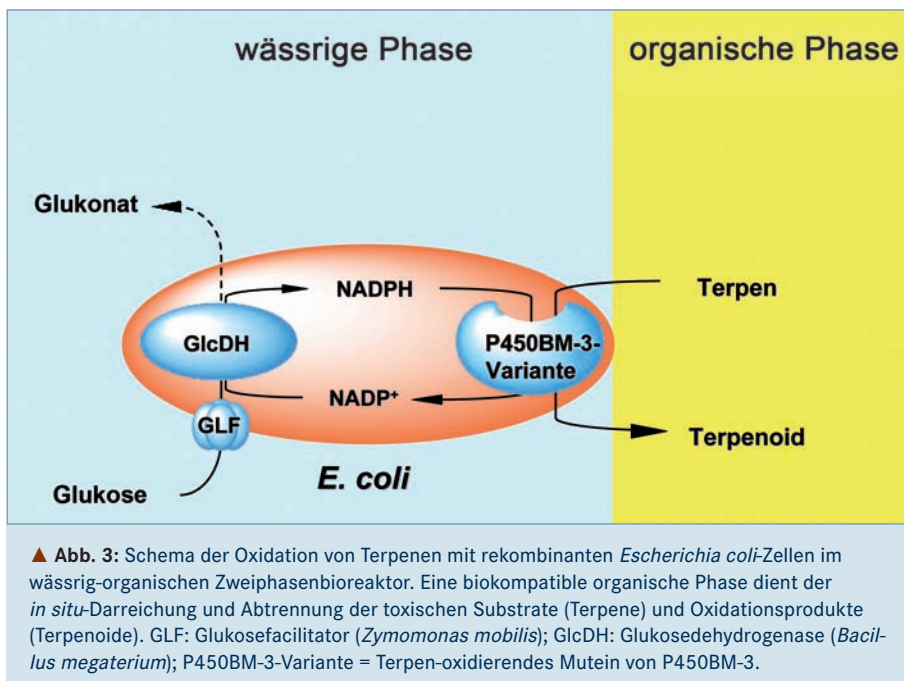 wässrige Phase
organische Phase
Glukonat
NADPH
Terpen
GlcDH
P450BM-3-
Variante
NADP⁺
GLF
Terpenoid
E. coli
Glukose
▲ Abb. 3: Schema der Oxidation von Terpenen mit rekombinanten Escherichia coli-Zellen im
wässrig-organischen Zweiphasenbioreaktor. Eine biokompatible organische Phase dient der
in situ-Darreichung und Abtrennung der toxischen Substrate (Terpene) und Oxidationsprodukte
(Terpenoide). GLF: Glukosefacilitator (Zymomonas mobilis); GlcDH: Glukosedehydrogenase (Bacil-
lus megaterium); P450BM-3-Variante = Terpen-oxidierendes Mutein von P450BM-3.